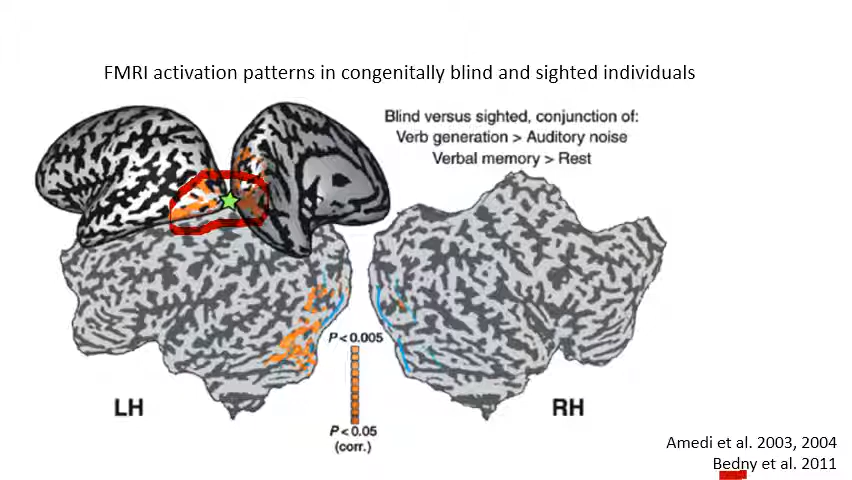 FMRI activation patterns in congenitally blind and sighted individuals
Blind versus sighted, conjunction of:
Verb generation > Auditory noise
Verbal memory > Rest
P < 0.005
LH
RH
P < 0.05
(corr.)
Amedi et al. 2003, 2004
Bedny et al. 2011